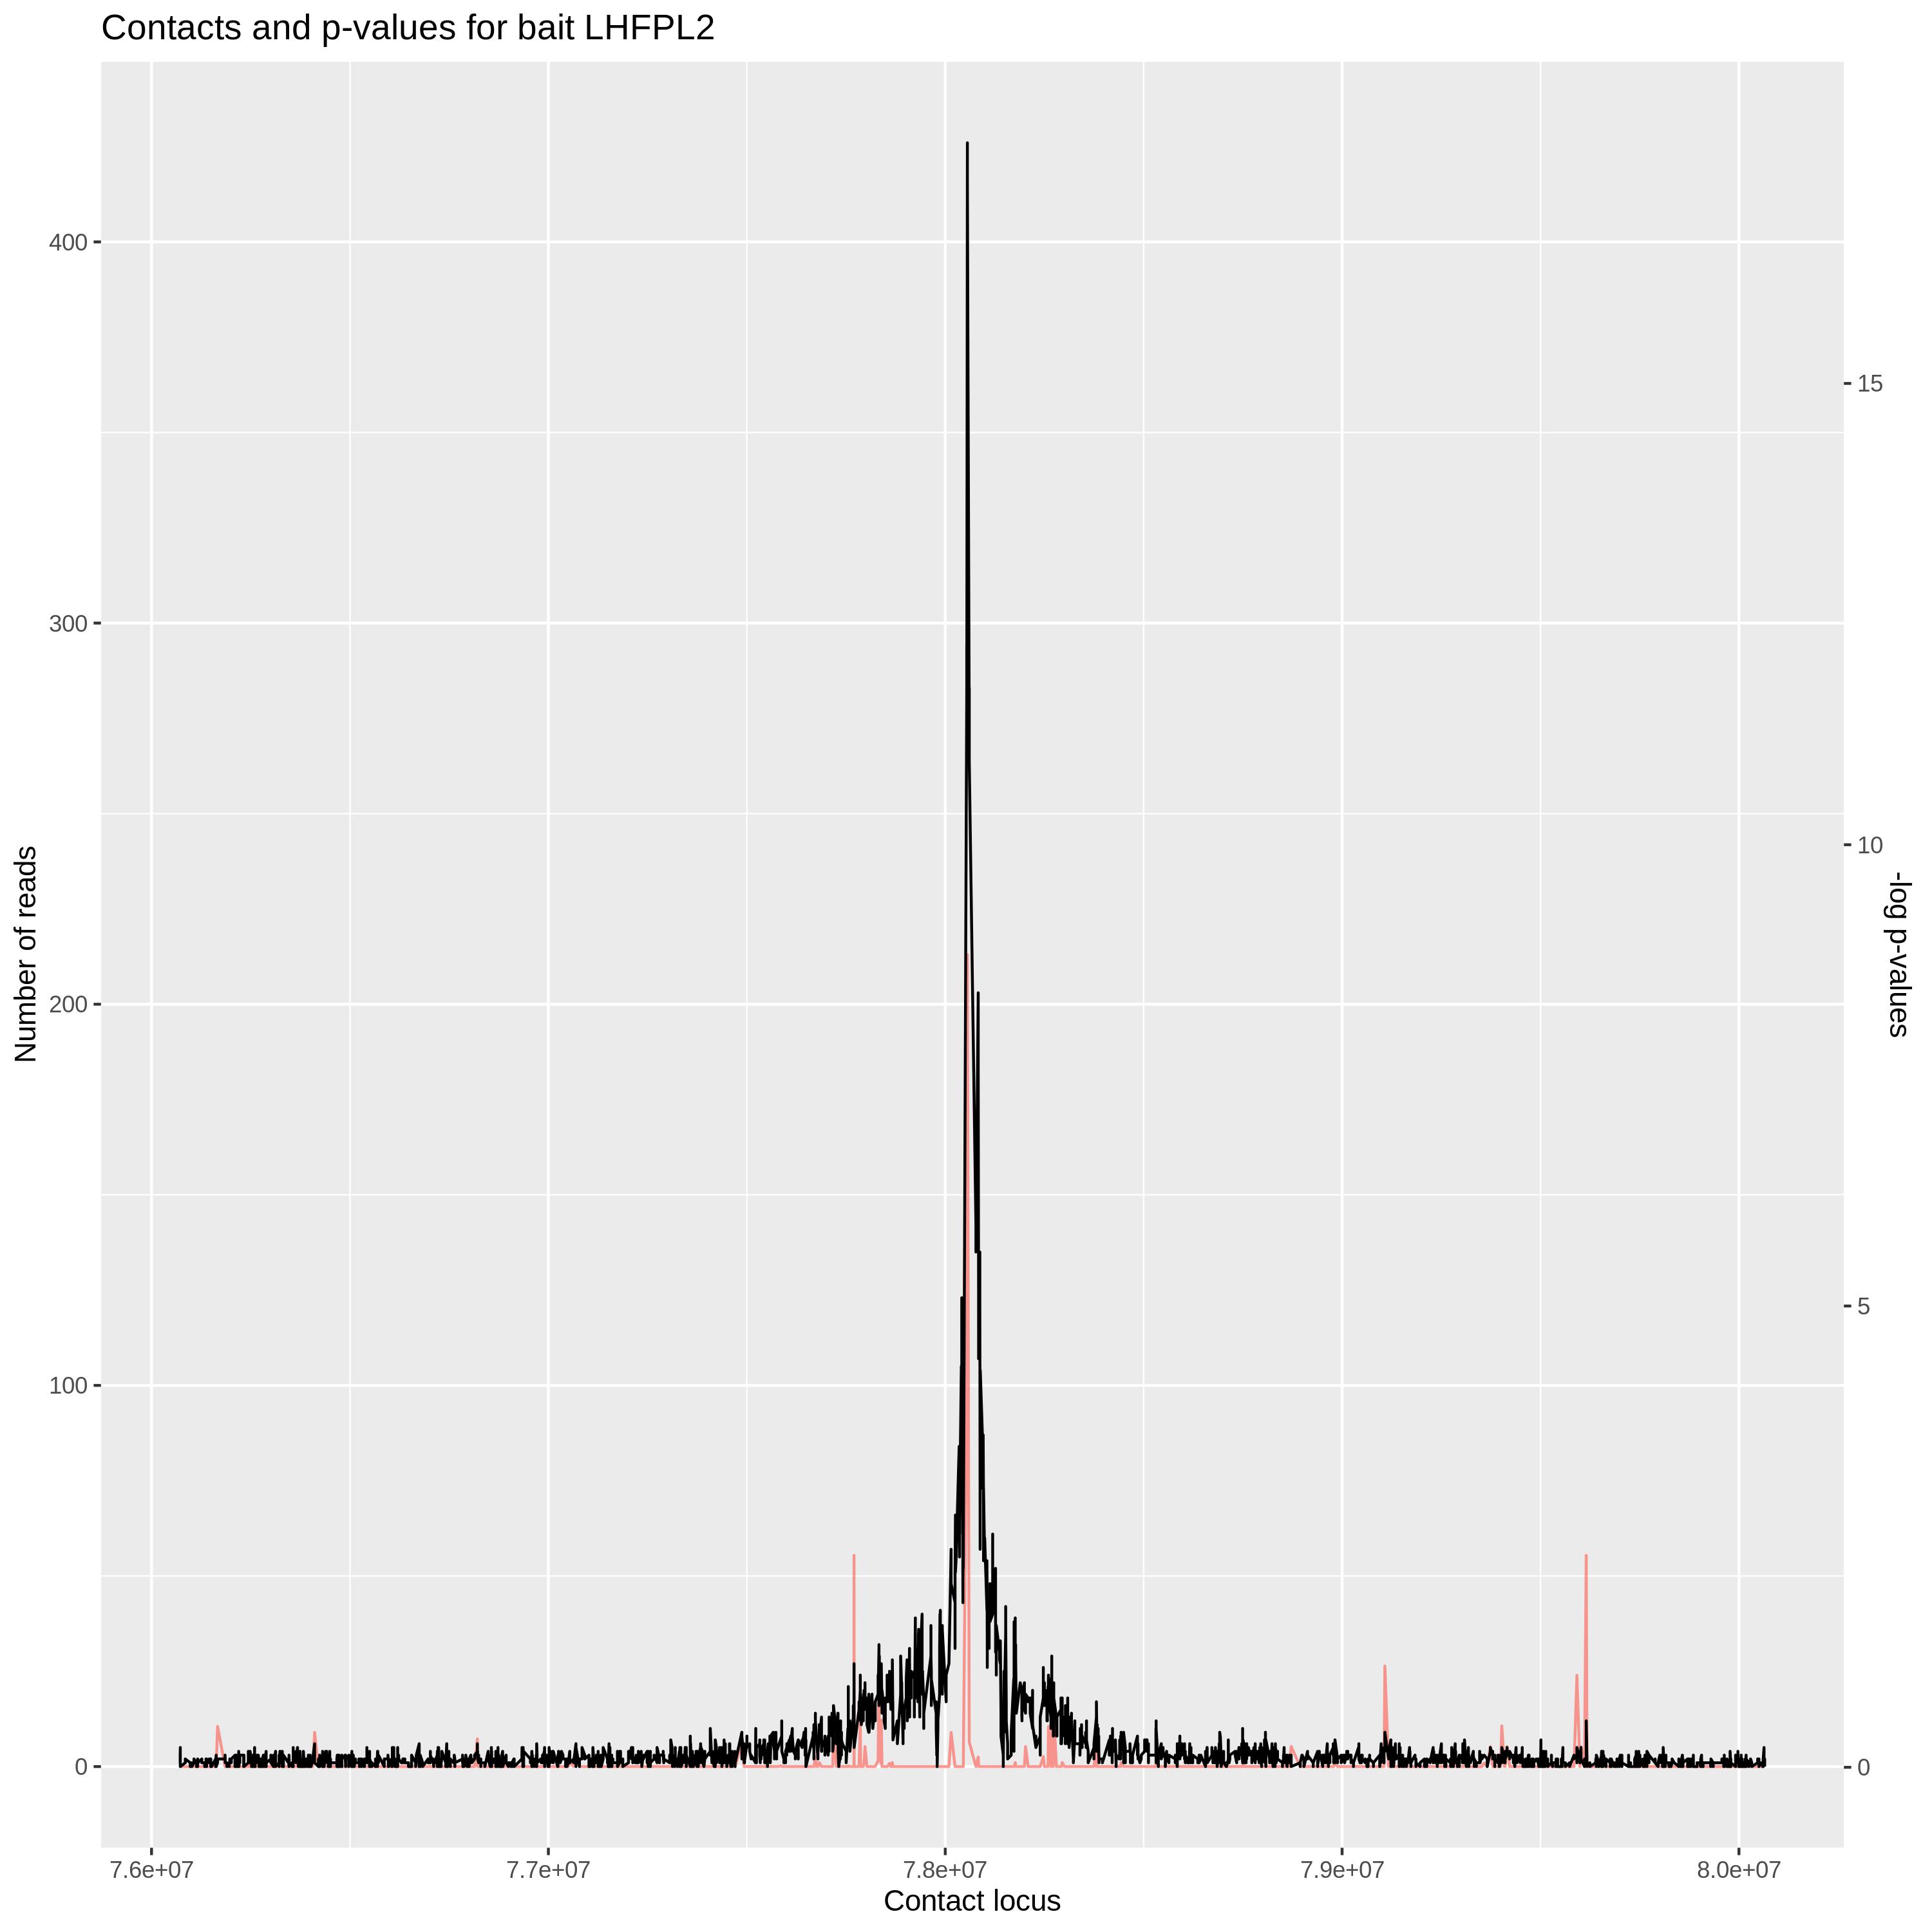 Contacts and p-values for bait LHFPL2
400
300
200
100
0
Number of reads
15
10
5
0
-log p-values
7.6e+07 7.7e+07 7.8e+07 7.9e+07 8.0e+07
Contact locus